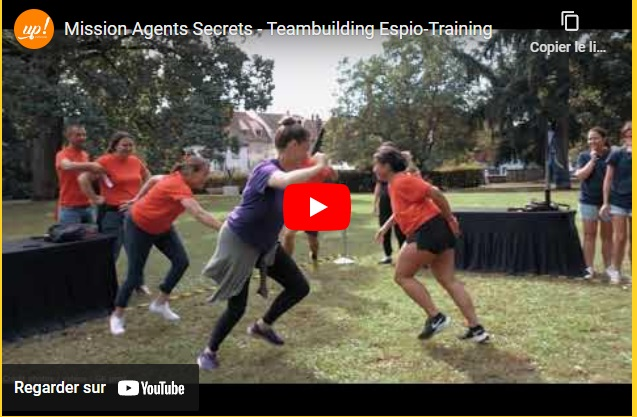 up!
Mission Agents Secrets - Teambuilding Espio-Training
Copier le li...
Regarder sur YouTube